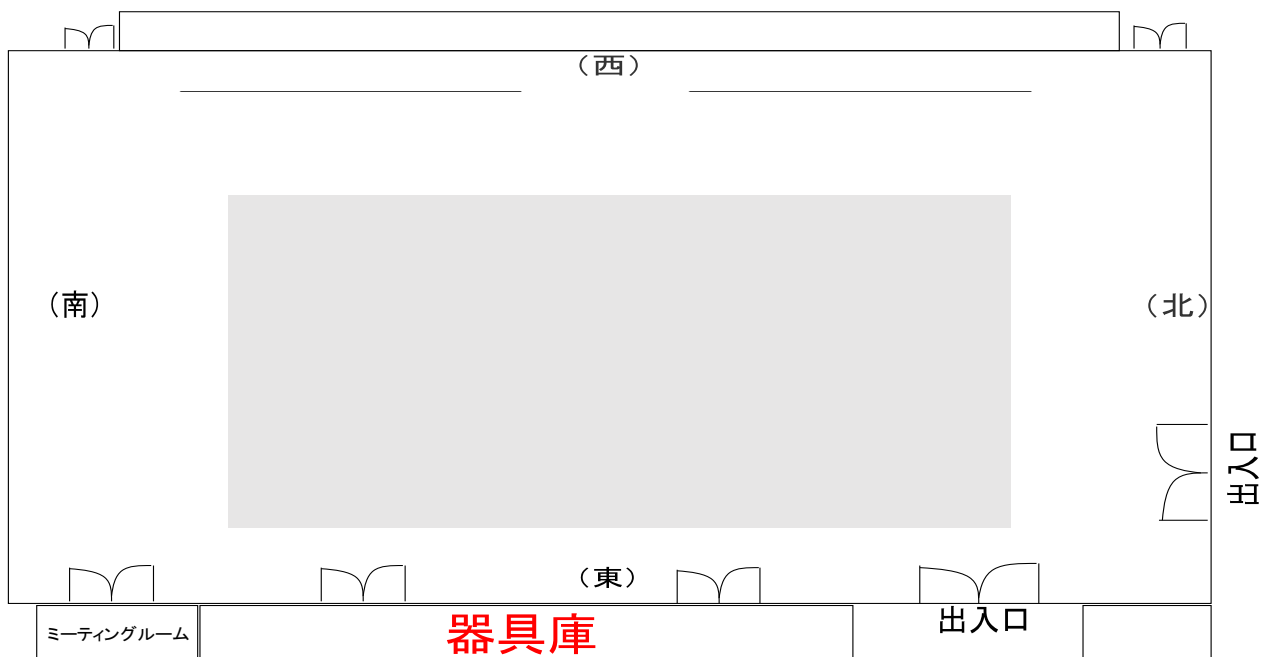 （西）
（南）
（北）
出入口
（東）
出入口
ミーティングルーム
器具庫